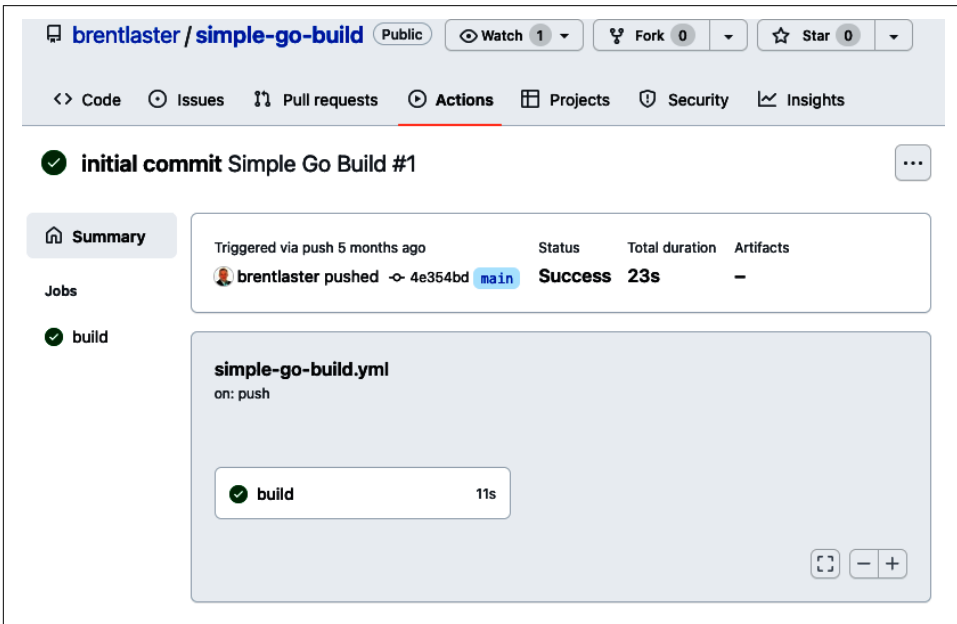 brentlaster / simple-go-build Public Watch 1 Fork 0 Star 0
<> Code Issues Pull requests Actions Projects Security Insights
initial commit Simple Go Build #1 ...
Summary
Jobs
build
Triggered via push 5 months ago Status Total duration Artifacts
brentlaster pushed 4e354bd main Success 23s –
simple-go-build.yml
on: push
build 11s